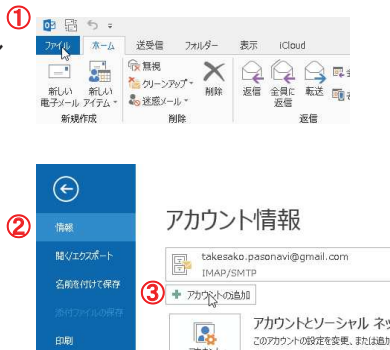 ①
ファイル ホーム 送受信 フォルダー 表示 iCloud
新しい 電子メール
新しい アイテム
無視
クリーンアップ
迷惑メール
削除
返信
全員に 返信
転送
新規作成 削除 返信
②
情報
開く/エクスポート
名前を付けて保存
添付ファイルの保存
印刷
アカウント情報
takesako.pasonavi@gmail.com
IMAP/SMTP
③ アカウントの追加
アカウントとソーシャル ネッ
このアカウントの設定を変更、または追